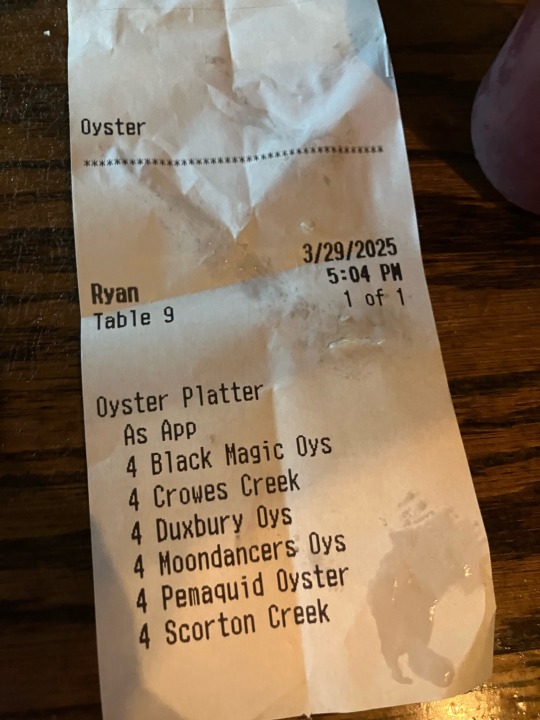 Oyster
****************************************
3/29/2025
5:04 PM
Ryan
1 of 1
Table 9
Oyster Platter
As App
4 Black Magic Oys
4 Crowes Creek
4 Duxbury Oys
4 Moondancers Oys
4 Pemaquid Oyster
4 Scorton Creek